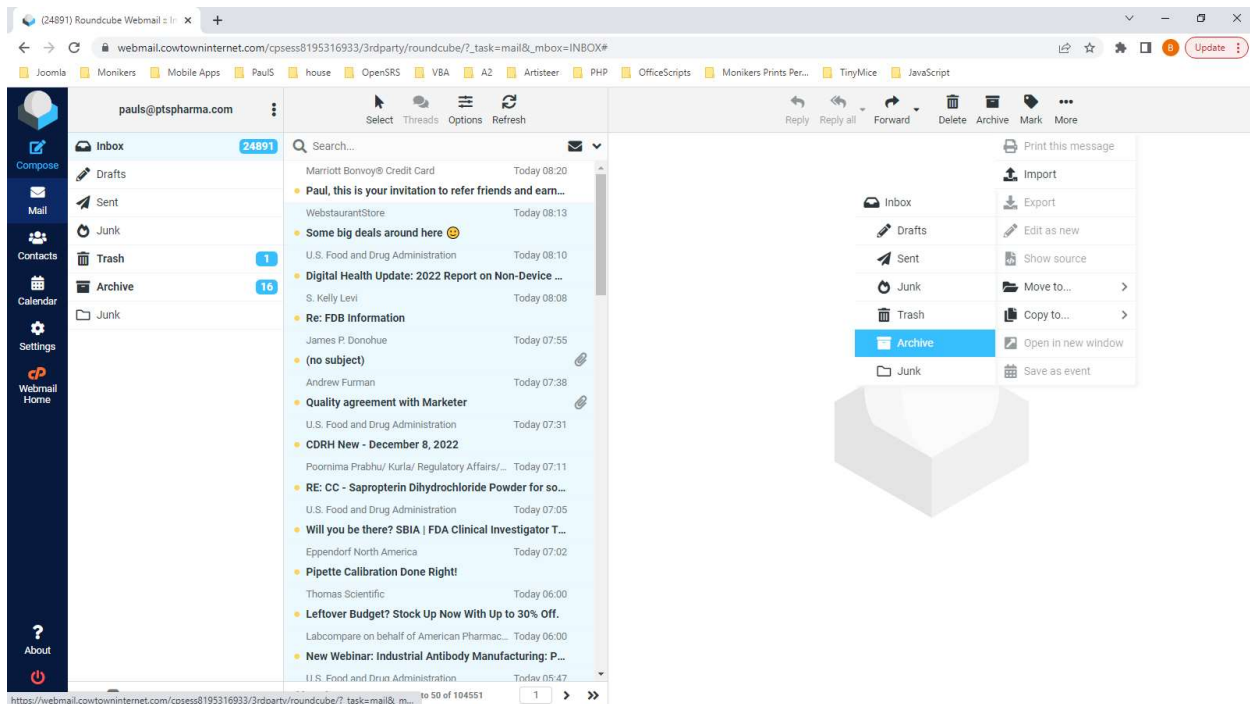 (24891) Roundcube Webmail :: In
webmail.cowtowninternet.com/cpsess8195316933/3rdparty/roundcube/?_task=mail&_mbox=INBOX#
B
Update
Joomla Monikers Mobile Apps PaulS house OpenSRS VBA A2 Artisteer PHP OfficeScripts Monikers Prints Per... TinyMice JavaScript
pauls@ptspharma.com
Select Threads Options Refresh
Reply Reply all Forward Delete Archive Mark More
Compose
Mail
Contacts
Calendar
Settings
cP
Webmail
Home
?
About
Inbox 24891
Drafts
Sent
Junk
Trash 1
Archive 16
Junk
Search...
Marriott Bonvoy® Credit Card Today 08:20
Paul, this is your invitation to refer friends and earn...
WebstaurantStore Today 08:13
Some big deals around here 🙂
U.S. Food and Drug Administration Today 08:10
Digital Health Update: 2022 Report on Non-Device ...
S. Kelly Levi Today 08:08
Re: FDB Information
James P. Donohue Today 07:55
(no subject)
Andrew Furman Today 07:38
Quality agreement with Marketer
U.S. Food and Drug Administration Today 07:31
CDRH New - December 8, 2022
Poornima Prabhu/ Kurla/ Regulatory Affairs/... Today 07:11
RE: CC - Sapropterin Dihydrochloride Powder for so...
U.S. Food and Drug Administration Today 07:05
Will you be there? SBIA | FDA Clinical Investigator T...
Eppendorf North America Today 07:02
Pipette Calibration Done Right!
Thomas Scientific Today 06:00
Leftover Budget? Stock Up Now With Up to 30% Off.
Labcompare on behalf of American Pharmac... Today 06:00
New Webinar: Industrial Antibody Manufacturing: P...
U.S. Food and Drug Administration Today 05:47
to 50 of 104551 1
Inbox
Drafts
Sent
Junk
Trash
Archive
Junk
Print this message
Import
Export
Edit as new
Show source
Move to...
Copy to...
Open in new window
Save as event
https://webmail.cowtowninternet.com/cpsess8195316933/3rdparty/roundcube/?_task=mail&_m...